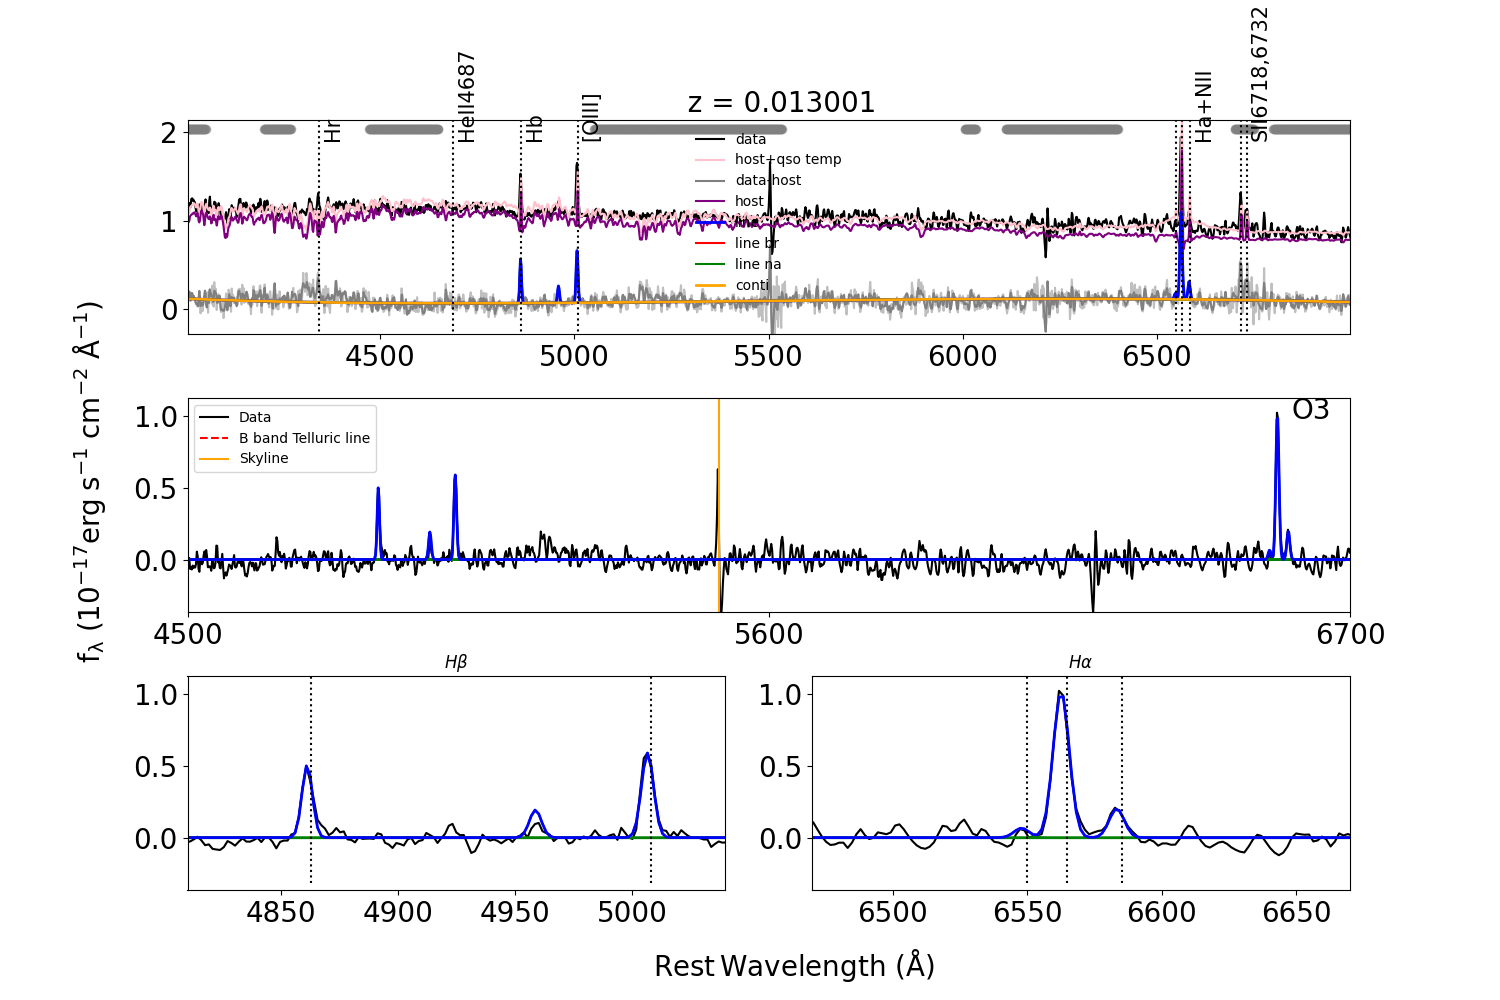 z = 0.013001
Hr
HeII4687
Hb
[OIII]
Ha+NII
SII6718,6732
data
host+qso temp
data-host
host
line br
line na
conti
2
1
0
4500 5000 5500 6000 6500
fλ (10−17erg s−1 cm−2 Å−1)
Data
B band Telluric line
Skyline
O3
1.0
0.5
0.0
4500 5600 6700
Hβ
1.0
0.5
0.0
4850 4900 4950 5000
Hα
1.0
0.5
0.0
6500 6550 6600 6650
Rest Wavelength (Å)